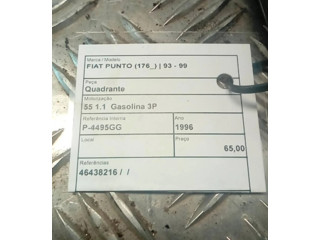 Marca / Modelo
FIAT PUNTO (176_) | 93 - 99
Peça
Quadrante
Motorização
55 1.1 Gasolina 3P
Referência Interna Ano
P-4495GG 1996
Local Preço
65,00
Referências
46438216 / /